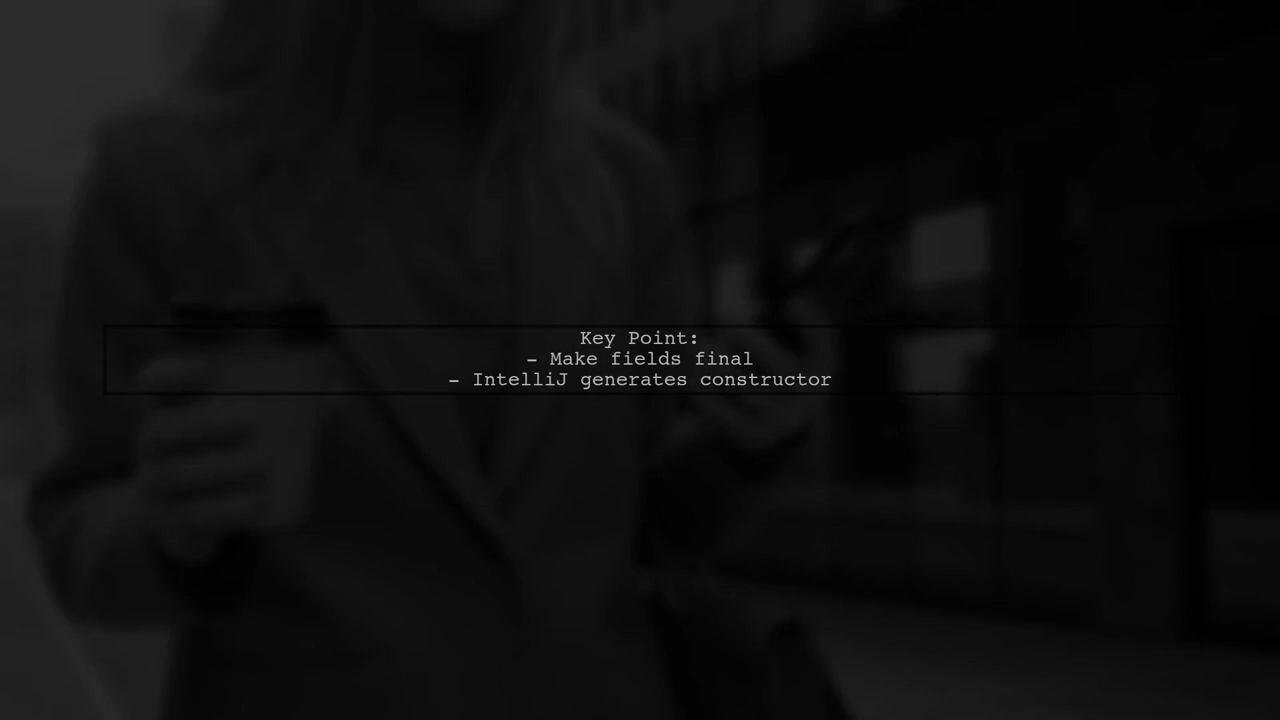 Key Point:
- Make fields final
- IntelliJ generates constructor